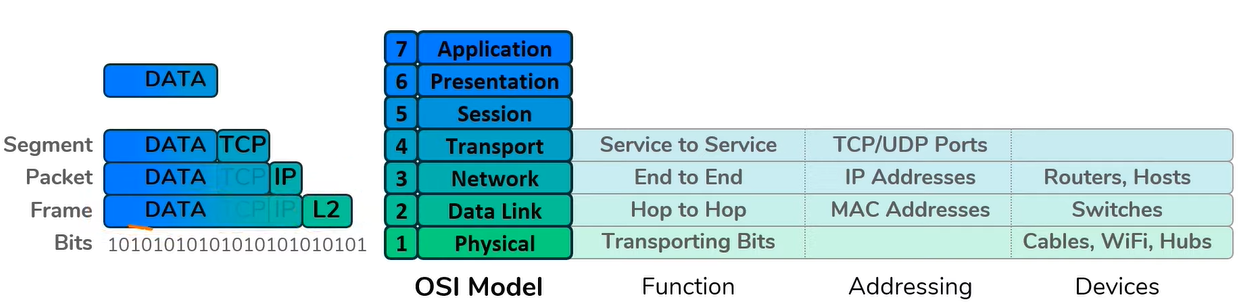 7 Application
DATA 6 Presentation
5 Session
Segment DATA TCP 4 Transport Service to Service TCP/UDP Ports
Packet DATA TCP IP 3 Network End to End IP Addresses Routers, Hosts
Frame DATA TCP IP L2 2 Data Link Hop to Hop MAC Addresses Switches
Bits 10101010101010101010101 1 Physical Transporting Bits Cables, WiFi, Hubs
OSI Model Function Addressing Devices